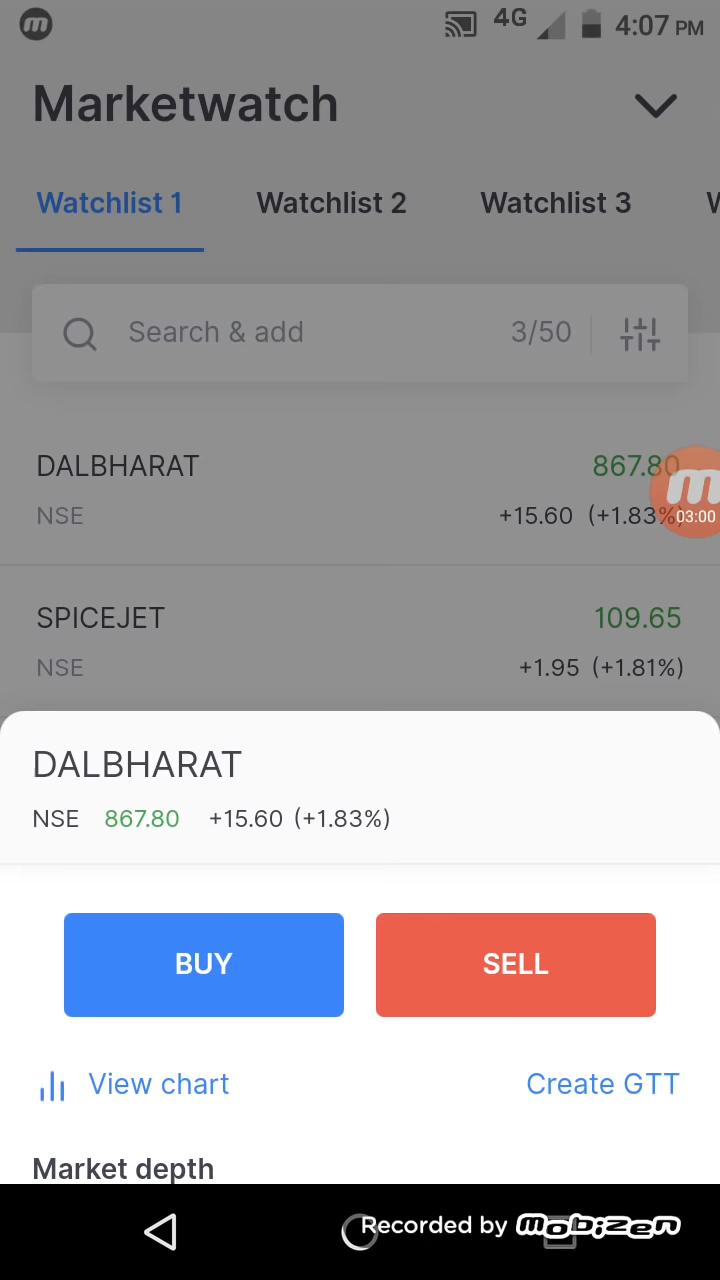 4G 4:07 PM
Marketwatch
Watchlist 1 Watchlist 2 Watchlist 3 W
Search & add 3/50
DALBHARAT 867.80
NSE +15.60 (+1.83%)
03:00
SPICEJET 109.65
NSE +1.95 (+1.81%)
DALBHARAT
NSE 867.80 +15.60 (+1.83%)
BUY SELL
View chart Create GTT
Market depth
Recorded by mobizen